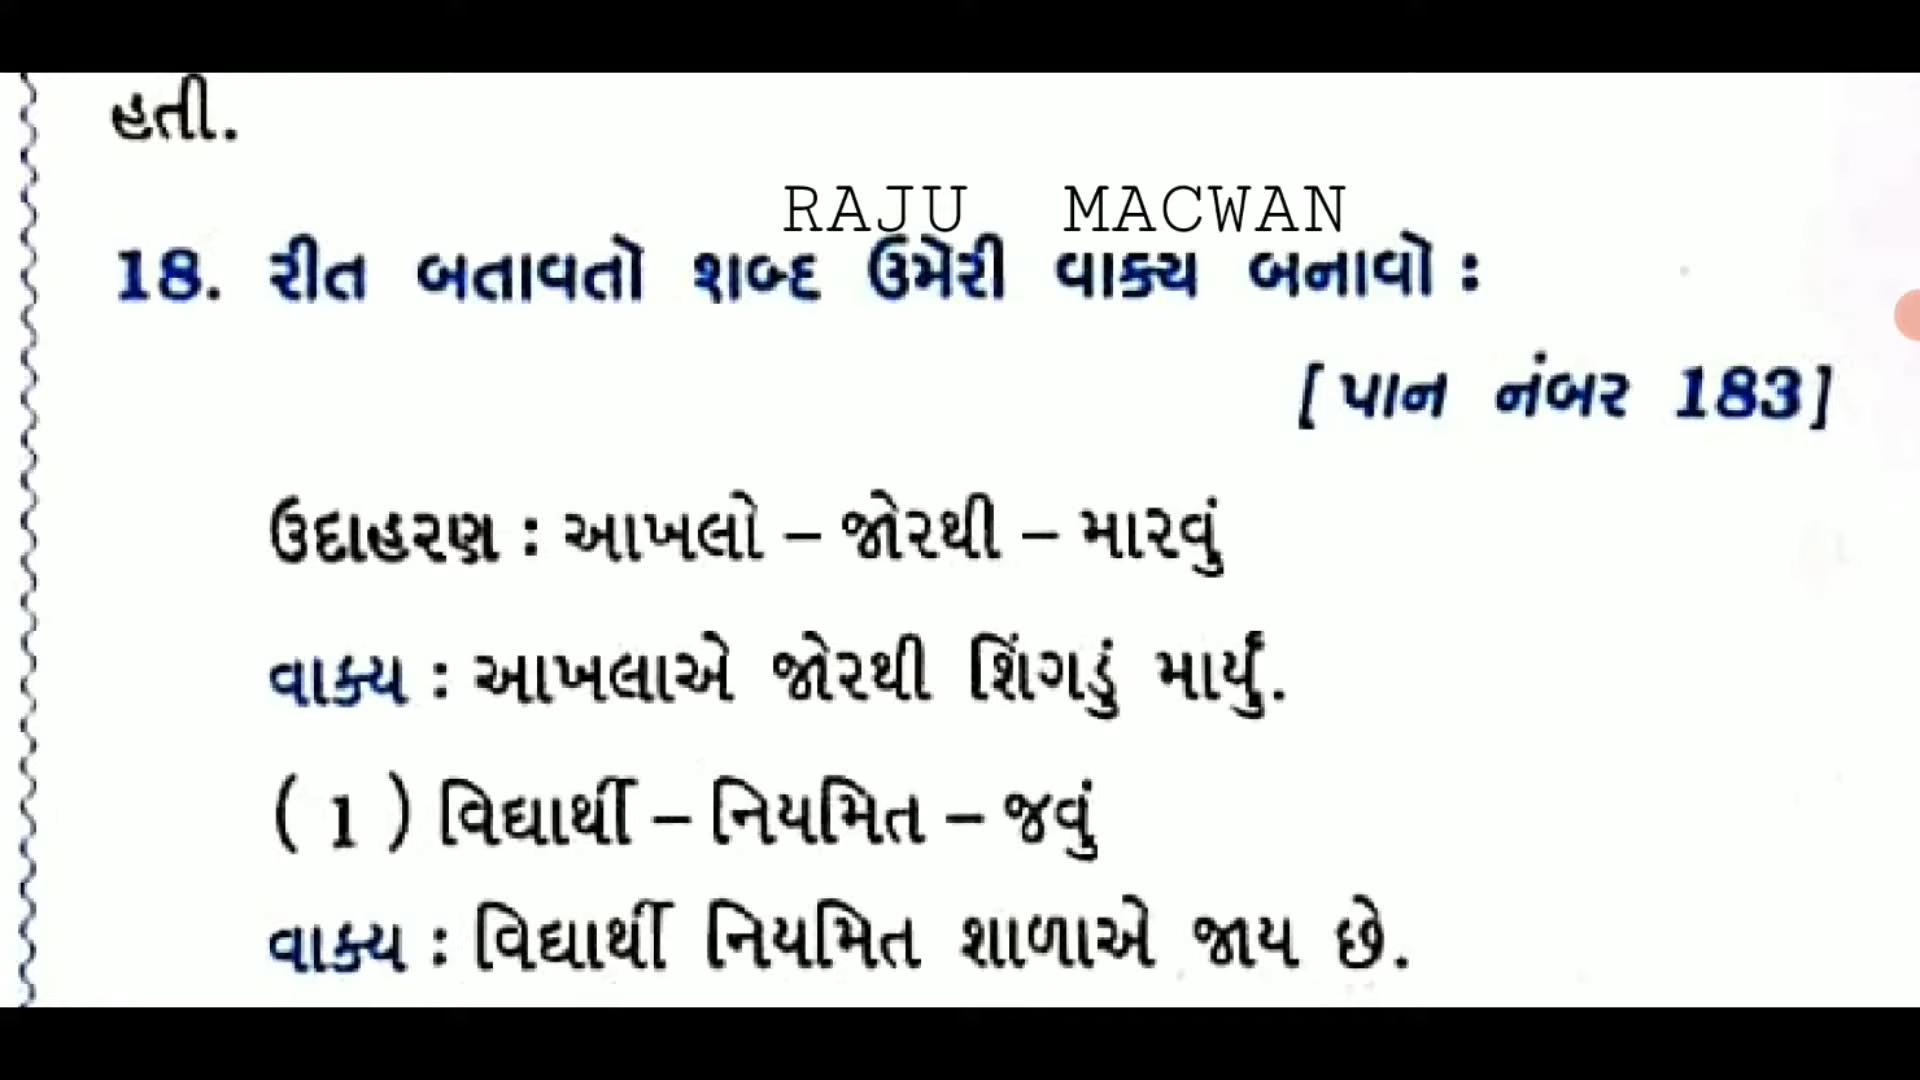 હતી.
RAJU MACWAN
18. રીત બતાવતો શબ્દ ઉમેરી વાક્ય બનાવો :
[પાન નંબર 183]
ઉદાહરણ : આખલો – જોરથી – મારવું
વાક્ય : આખલાએ જોરથી શિંગડું માર્યું.
( 1 ) વિદ્યાર્થી – નિયમિત – જવું
વાક્ય : વિદ્યાર્થી નિયમિત શાળાએ જાય છે.